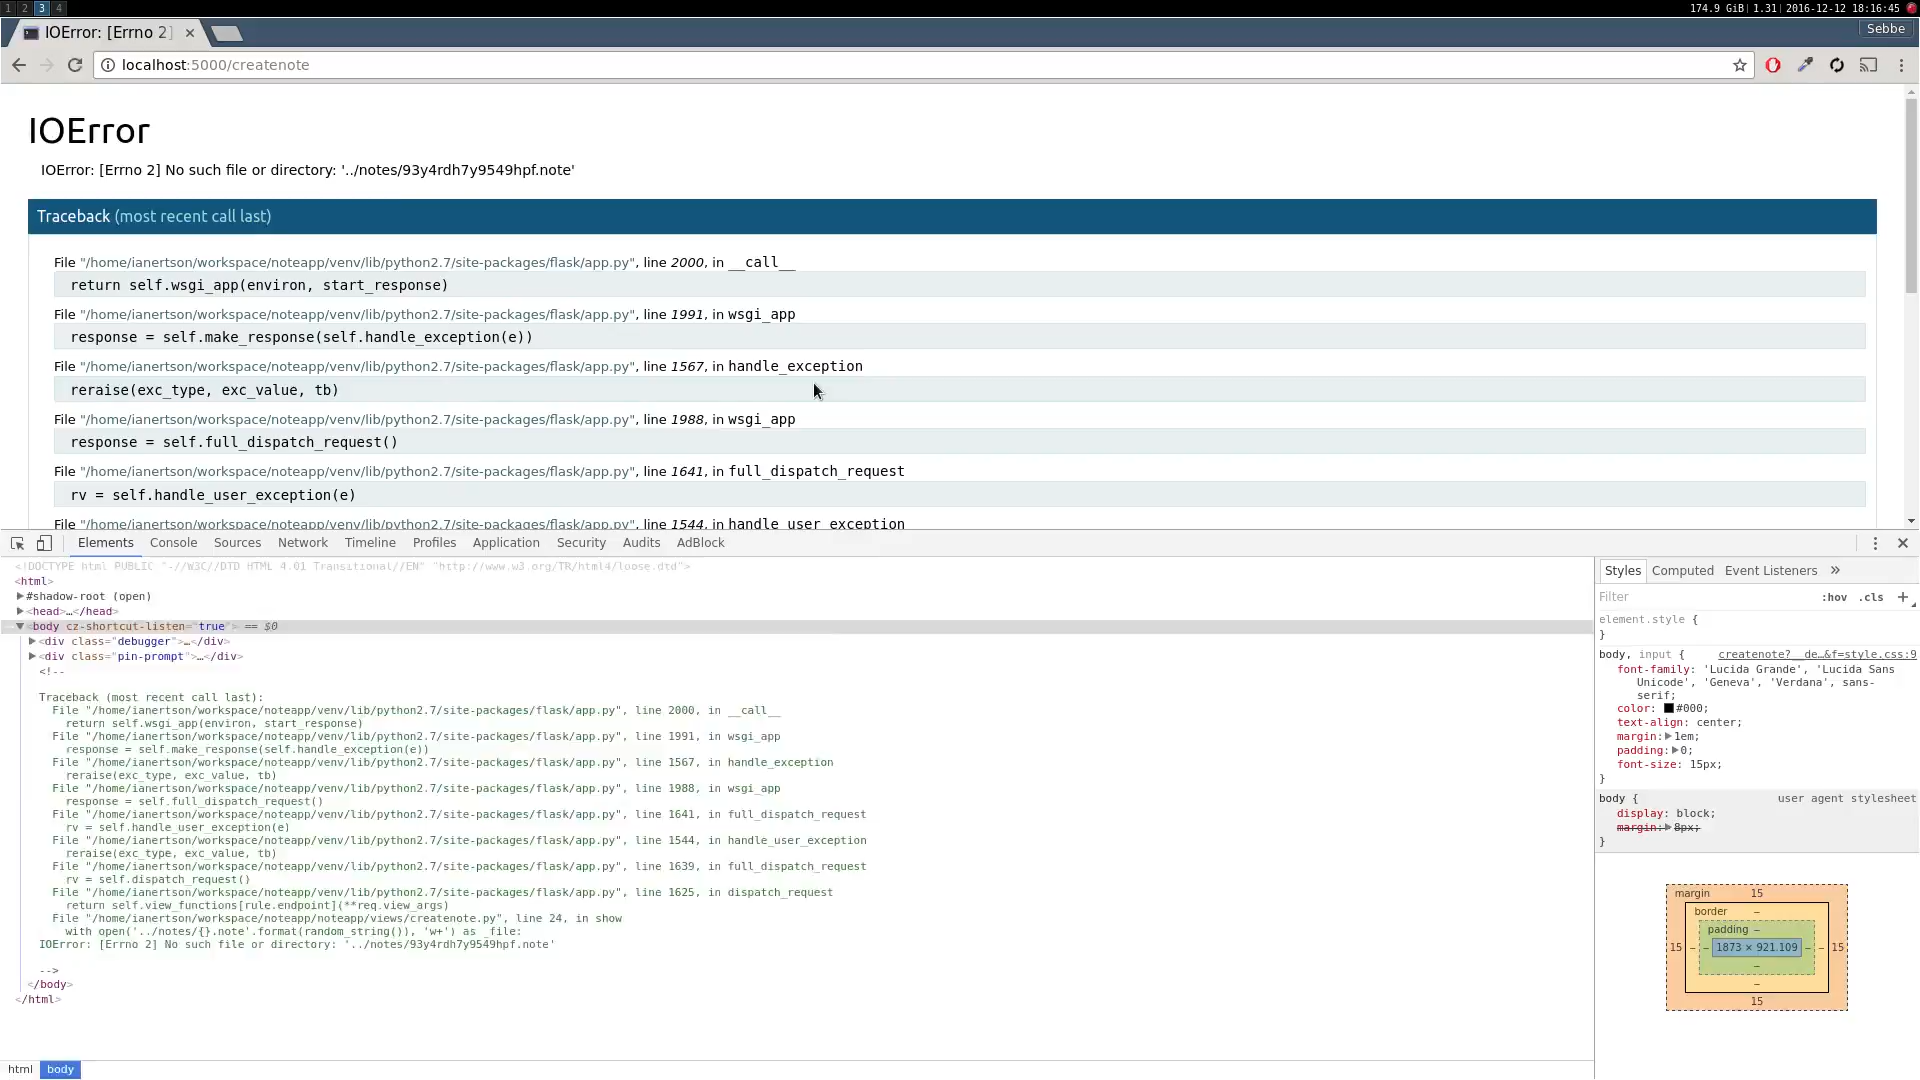 1 2 3 4
174.9 GiB| 1.31| 2016-12-12 18:16:45
IOError: [Errno 2]
Sebbe
localhost:5000/createnote
IOError
IOError: [Errno 2] No such file or directory: '../notes/93y4rdh7y9549hpf.note'
Traceback (most recent call last)
File "/home/ianertson/workspace/noteapp/venv/lib/python2.7/site-packages/flask/app.py", line 2000, in __call__
return self.wsgi_app(environ, start_response)
File "/home/ianertson/workspace/noteapp/venv/lib/python2.7/site-packages/flask/app.py", line 1991, in wsgi_app
response = self.make_response(self.handle_exception(e))
File "/home/ianertson/workspace/noteapp/venv/lib/python2.7/site-packages/flask/app.py", line 1567, in handle_exception
reraise(exc_type, exc_value, tb)
File "/home/ianertson/workspace/noteapp/venv/lib/python2.7/site-packages/flask/app.py", line 1988, in wsgi_app
response = self.full_dispatch_request()
File "/home/ianertson/workspace/noteapp/venv/lib/python2.7/site-packages/flask/app.py", line 1641, in full_dispatch_request
rv = self.handle_user_exception(e)
File "/home/ianertson/workspace/noteapp/venv/lib/python2.7/site-packages/flask/app.py", line 1544, in handle_user_exception
Elements Console Sources Network Timeline Profiles Application Security Audits AdBlock
<!DOCTYPE html PUBLIC "-//W3C//DTD HTML 4.01 Transitional//EN" "http://www.w3.org/TR/html4/loose.dtd">
<html>
#shadow-root (open)
<head>…</head>
<body cz-shortcut-listen="true"> == $0
<div class="debugger">…</div>
<div class="pin-prompt">…</div>
<!--
Traceback (most recent call last):
File "/home/ianertson/workspace/noteapp/venv/lib/python2.7/site-packages/flask/app.py", line 2000, in __call__
return self.wsgi_app(environ, start_response)
File "/home/ianertson/workspace/noteapp/venv/lib/python2.7/site-packages/flask/app.py", line 1991, in wsgi_app
response = self.make_response(self.handle_exception(e))
File "/home/ianertson/workspace/noteapp/venv/lib/python2.7/site-packages/flask/app.py", line 1567, in handle_exception
reraise(exc_type, exc_value, tb)
File "/home/ianertson/workspace/noteapp/venv/lib/python2.7/site-packages/flask/app.py", line 1988, in wsgi_app
response = self.full_dispatch_request()
File "/home/ianertson/workspace/noteapp/venv/lib/python2.7/site-packages/flask/app.py", line 1641, in full_dispatch_request
rv = self.handle_user_exception(e)
File "/home/ianertson/workspace/noteapp/venv/lib/python2.7/site-packages/flask/app.py", line 1544, in handle_user_exception
reraise(exc_type, exc_value, tb)
File "/home/ianertson/workspace/noteapp/venv/lib/python2.7/site-packages/flask/app.py", line 1639, in full_dispatch_request
rv = self.dispatch_request()
File "/home/ianertson/workspace/noteapp/venv/lib/python2.7/site-packages/flask/app.py", line 1625, in dispatch_request
return self.view_functions[rule.endpoint](**req.view_args)
File "/home/ianertson/workspace/noteapp/noteapp/views/createnote.py", line 24, in show
with open('../notes/{}.note'.format(random_string()), 'w+') as _file:
IOError: [Errno 2] No such file or directory: '../notes/93y4rdh7y9549hpf.note'
-->
</body>
</html>
html body
Styles Computed Event Listeners »
Filter :hov .cls +
element.style {
}
body, input { createnote?__de…&f=style.css:9
font-family: 'Lucida Grande', 'Lucida Sans
Unicode', 'Geneva', 'Verdana', sans-
serif;
color: #000;
text-align: center;
margin: 1em;
padding: 0;
font-size: 15px;
}
body { user agent stylesheet
display: block;
margin: 8px;
}
margin 15
border –
padding –
15 – – 1873 × 921.109 – – 15
–
–
15